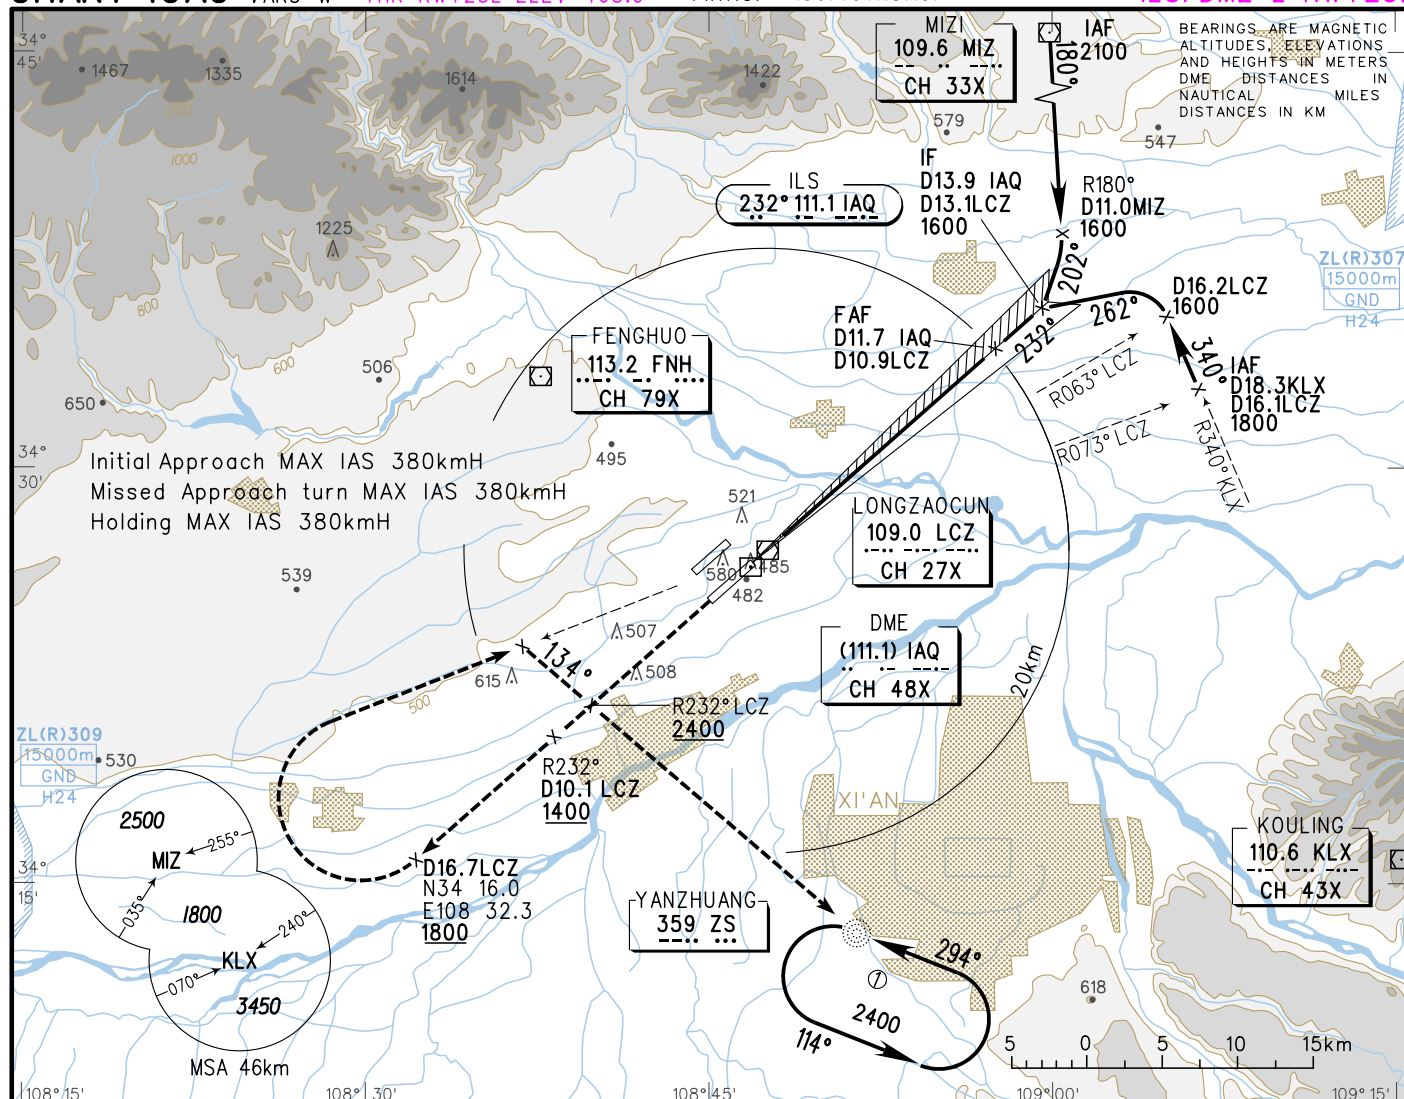 MIZI
109.6 MIZ
CH 33X
IAF
2100
180°
BEARINGS ARE MAGNETIC
ALTITUDES, ELEVATIONS
AND HEIGHTS IN METERS
DME DISTANCES IN
NAUTICAL MILES
DISTANCES IN KM
34°
45'
1467
1335
1614
1422
579
547
1200
1000
IF
D13.9 IAQ
D13.1LCZ
1600
ILS
232° 111.1 IAQ
R180°
D11.0MIZ
1600
1225
202°
ZL(R)307
15000m
GND
H24
D16.2LCZ
1600
262°
800
FAF
D11.7 IAQ
D10.9LCZ
232°
FENGHUO
113.2 FNH
CH 79X
600
506
650
340°
IAF
D18.3KLX
D16.1LCZ
1800
R063° LCZ
R073° LCZ
R340° KLX
34°
30'
495
Initial Approach MAX IAS 380kmH
Missed Approach turn MAX IAS 380kmH
Holding MAX IAS 380kmH
521
LONGZAOCUN
109.0 LCZ
CH 27X
580
485
482
539
507
508
615
134°
DME
(111.1) IAQ
CH 48X
20km
500
R232° LCZ
2400
ZL(R)309
15000m
GND
H24
530
R232°
D10.1 LCZ
1400
XI'AN
2500
MIZ
255°
035°
1800
240°
KLX
070°
3450
MSA 46km
D16.7LCZ
N34 16.0
E108 32.3
1800
34°
15'
YANZHUANG
359 ZS
KOULING
110.6 KLX
CH 43X
294°
1
2400
114°
618
5 0 5 10 15km
108°15'
108°30'
108°45'
109°00'
109°15'